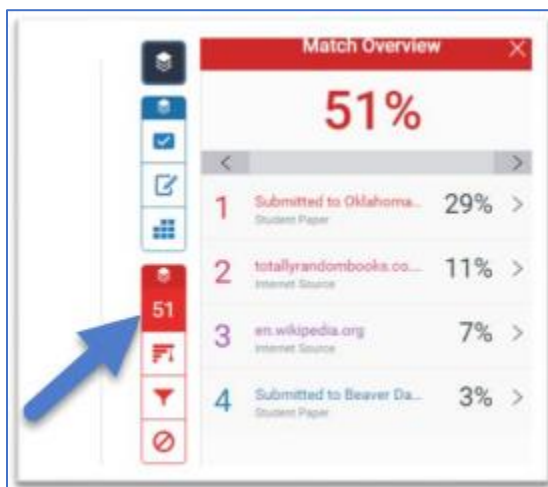 Match Overview
51%
1 Submitted to Oklahoma... 29%
Student Paper
2 totallyrandombooks.co... 11%
Internet Source
51
3 en.wikipedia.org 7%
Internet Source
4 Submitted to Beaver Da... 3%
Student Paper